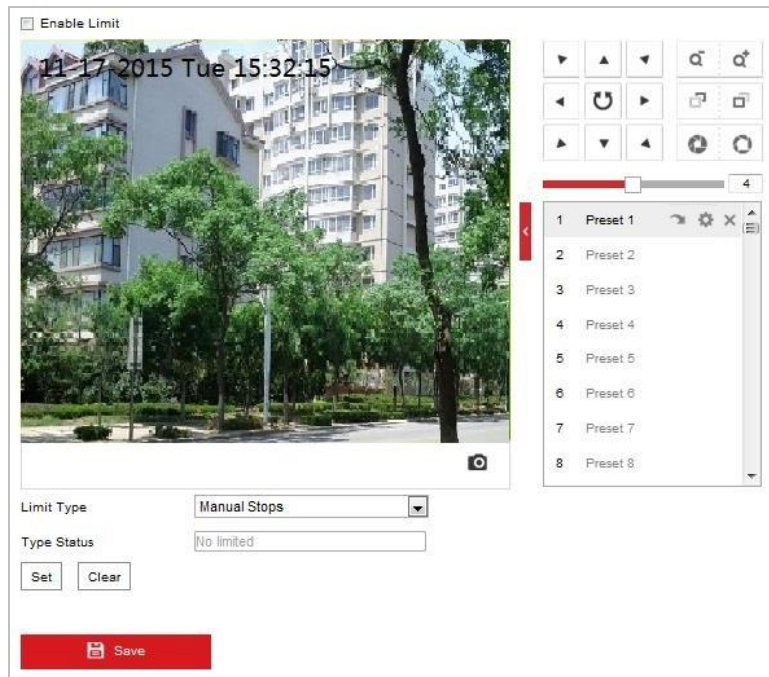 Enable Limit
11-17-2015 Tue 15:32:15
4
1 Preset 1
2 Preset 2
3 Preset 3
4 Preset 4
5 Preset 5
6 Preset 6
7 Preset 7
8 Preset 8
Limit Type Manual Stops
Type Status No limited
Set Clear
Save